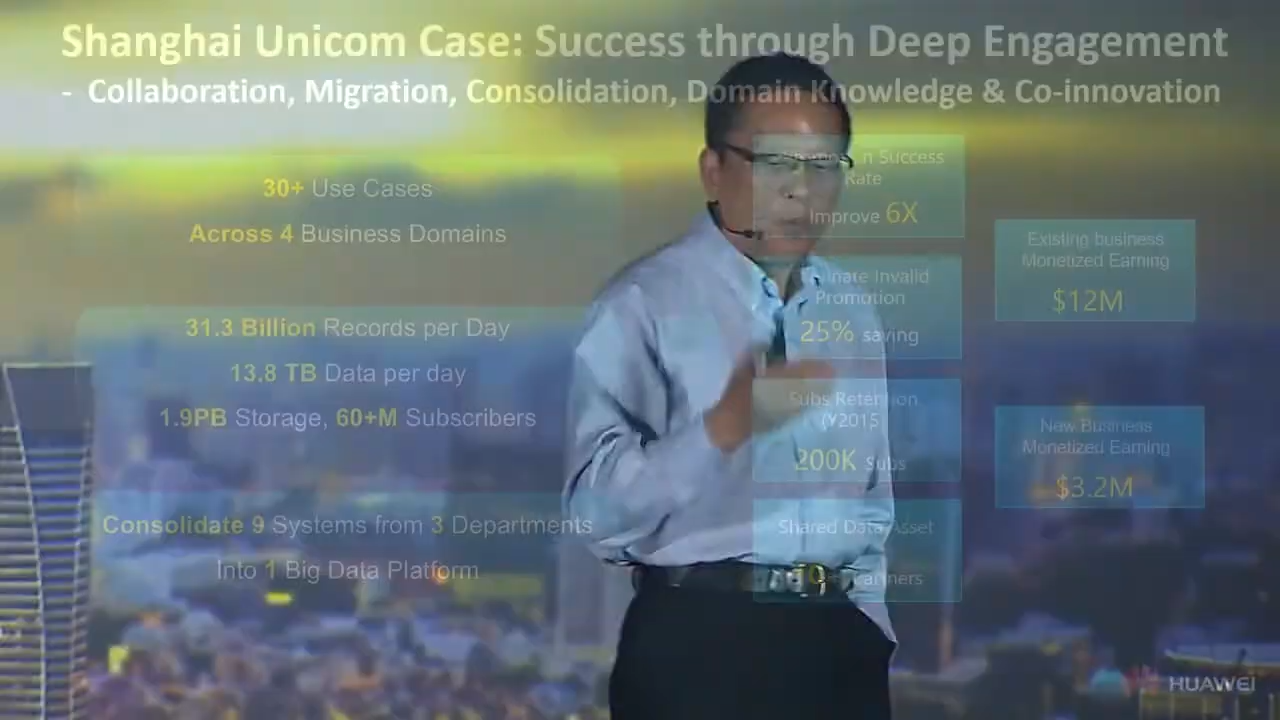 Shanghai Unicom Case: Success through Deep Engagement
- Collaboration, Migration, Consolidation, Domain Knowledge & Co-innovation
30+ Use Cases
Across 4 Business Domains
31.3 Billion Records per Day
13.8 TB Data per day
1.9PB Storage, 60+M Subscribers
Consolidate 9 Systems from 3 Departments
Into 1 Big Data Platform
Success
Rate
Improve 6X
Invalid
Promotion
25% saving
Subs Retention
(Y2015
200K Subs
Shared Data Asset
Existing business
Monetized Earning
$12M
New Business
Monetized Earning
$3.2M
HUAWEI